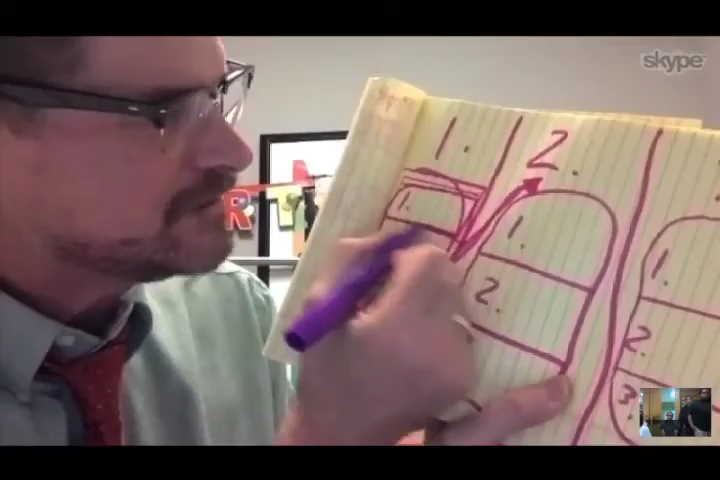 skype
1. 2.
1. 1. 1.
2. 2.
3.
R